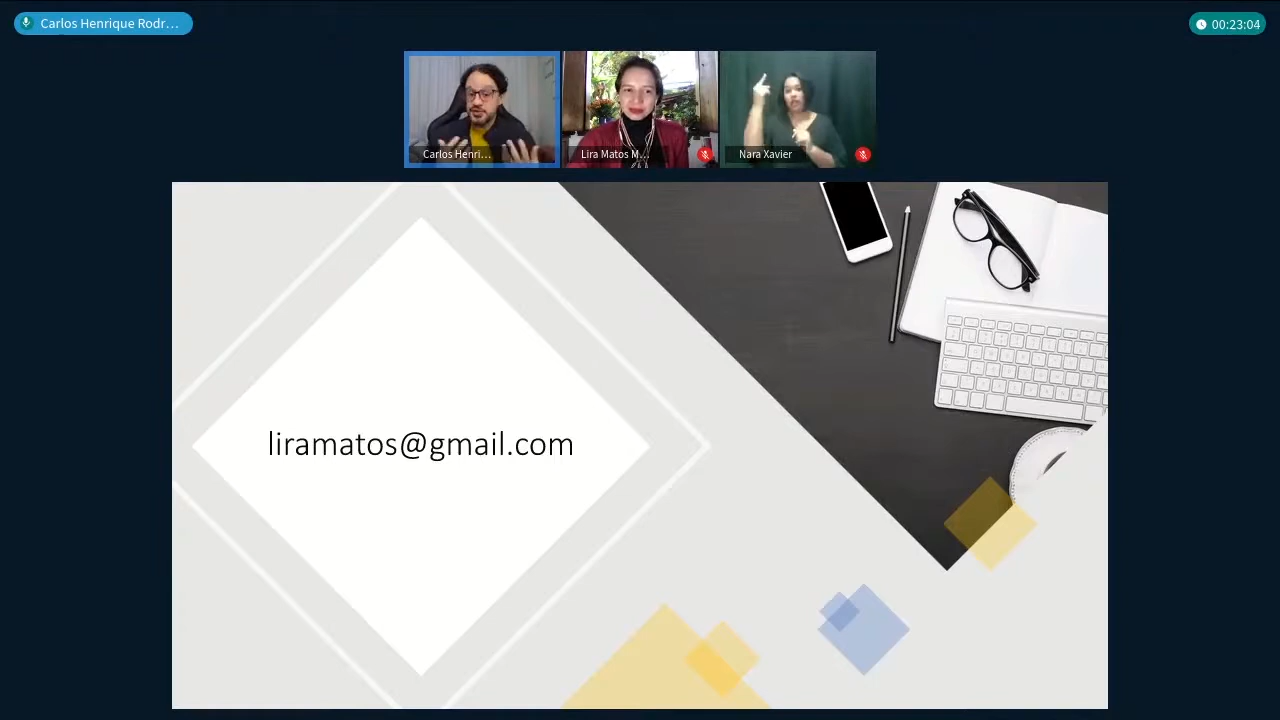 Carlos Henrique Rodr...
00:23:04
Carlos Henri...
Lira Matos M...
Nara Xavier
liramatos@gmail.com